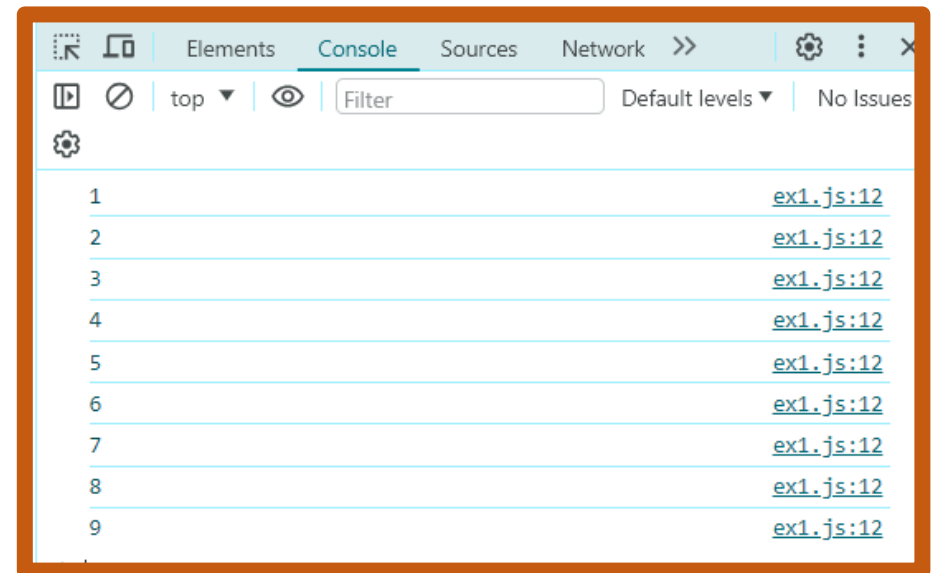 Elements Console Sources Network
top Filter Default levels No Issues
1 ex1.js:12
2 ex1.js:12
3 ex1.js:12
4 ex1.js:12
5 ex1.js:12
6 ex1.js:12
7 ex1.js:12
8 ex1.js:12
9 ex1.js:12